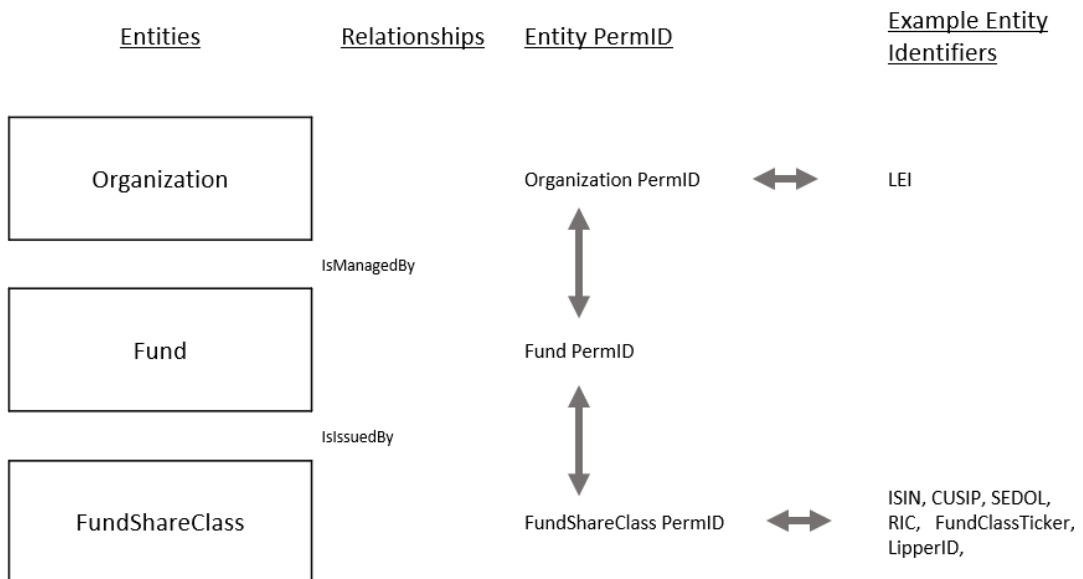 Entities
Relationships
Entity PermID
Example Entity
Identifiers
Organization
Organization PermID
LEI
IsManagedBy
Fund
Fund PermID
IsIssuedBy
FundShareClass
FundShareClass PermID
ISIN, CUSIP, SEDOL,
RIC, FundClassTicker,
LipperID,